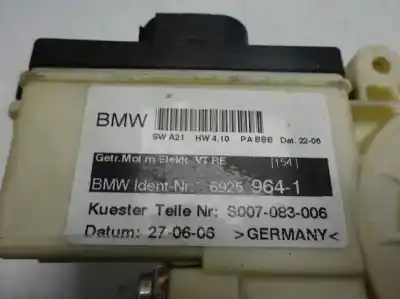 BMW SW A21 HW 4.10 PA BBB Dat. 22-06
Getr.Mot m Elektr. VT RE [154]
BMW Ident-Nr. 6925 964-1
Kuester Teile Nr: S007-083-006
Datum: 27-06-06 >GERMANY<